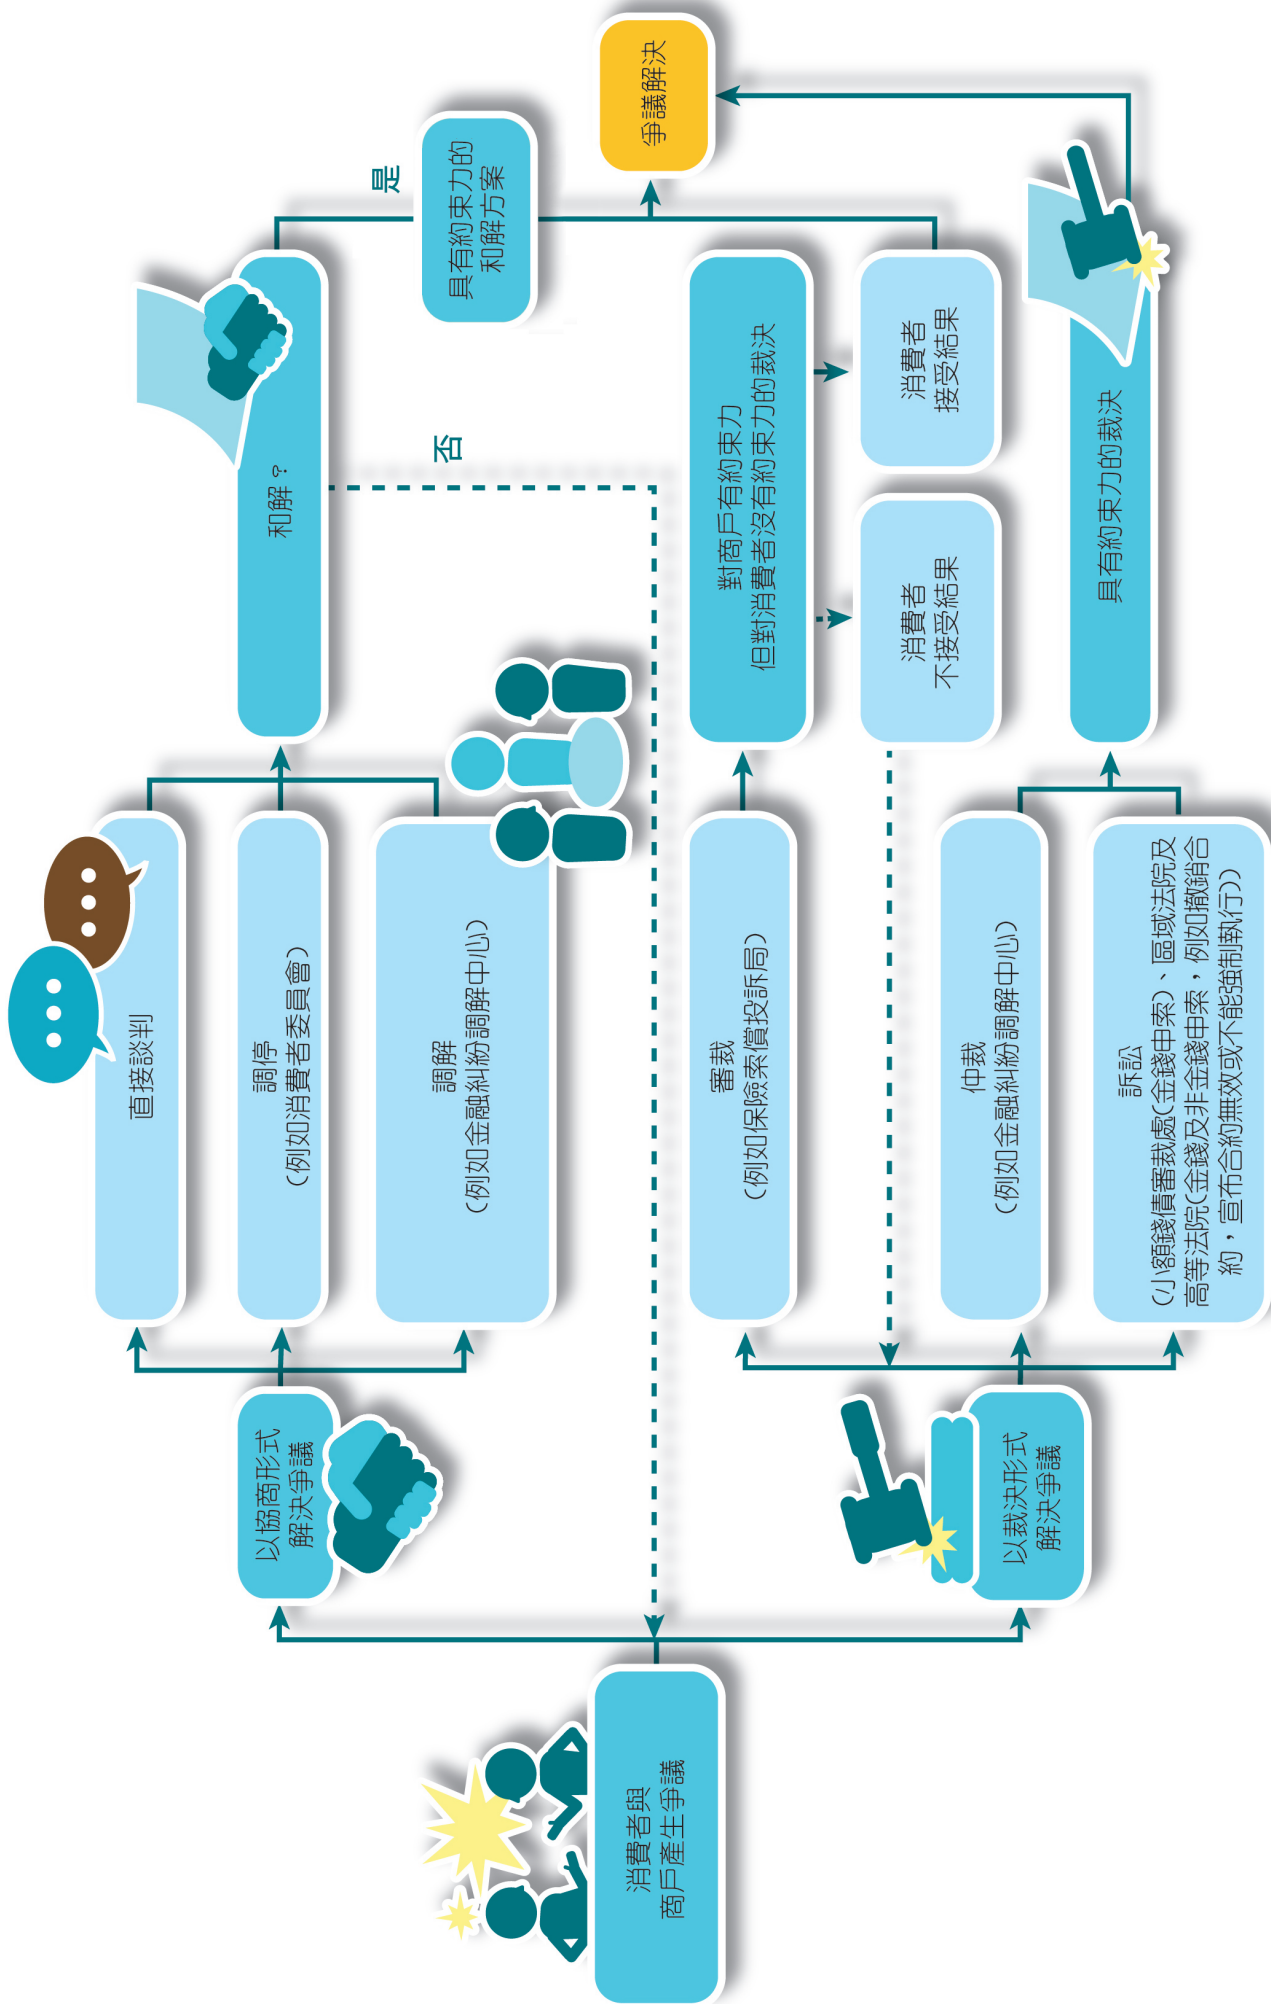 消費者與
商戶產生爭議
以協商形式
解決爭議
直接談判
調停
(例如消費者委員會)
調解
(例如金融糾紛調解中心)
和解？
是
否
具有約束力的
和解方案
爭議解決
以裁決形式
解決爭議
審裁
(例如保險索償投訴局)
對商戶有約束力
但對消費者沒有約束力的裁決
消費者
不接受結果
消費者
接受結果
仲裁
(例如金融糾紛調解中心)
訴訟
(小額錢債審裁處(金錢申索)、區域法院及
高等法院(金錢及非金錢申索，例如撤銷合
約，宣布合約無效或不能強制執行))
具有約束力的裁決